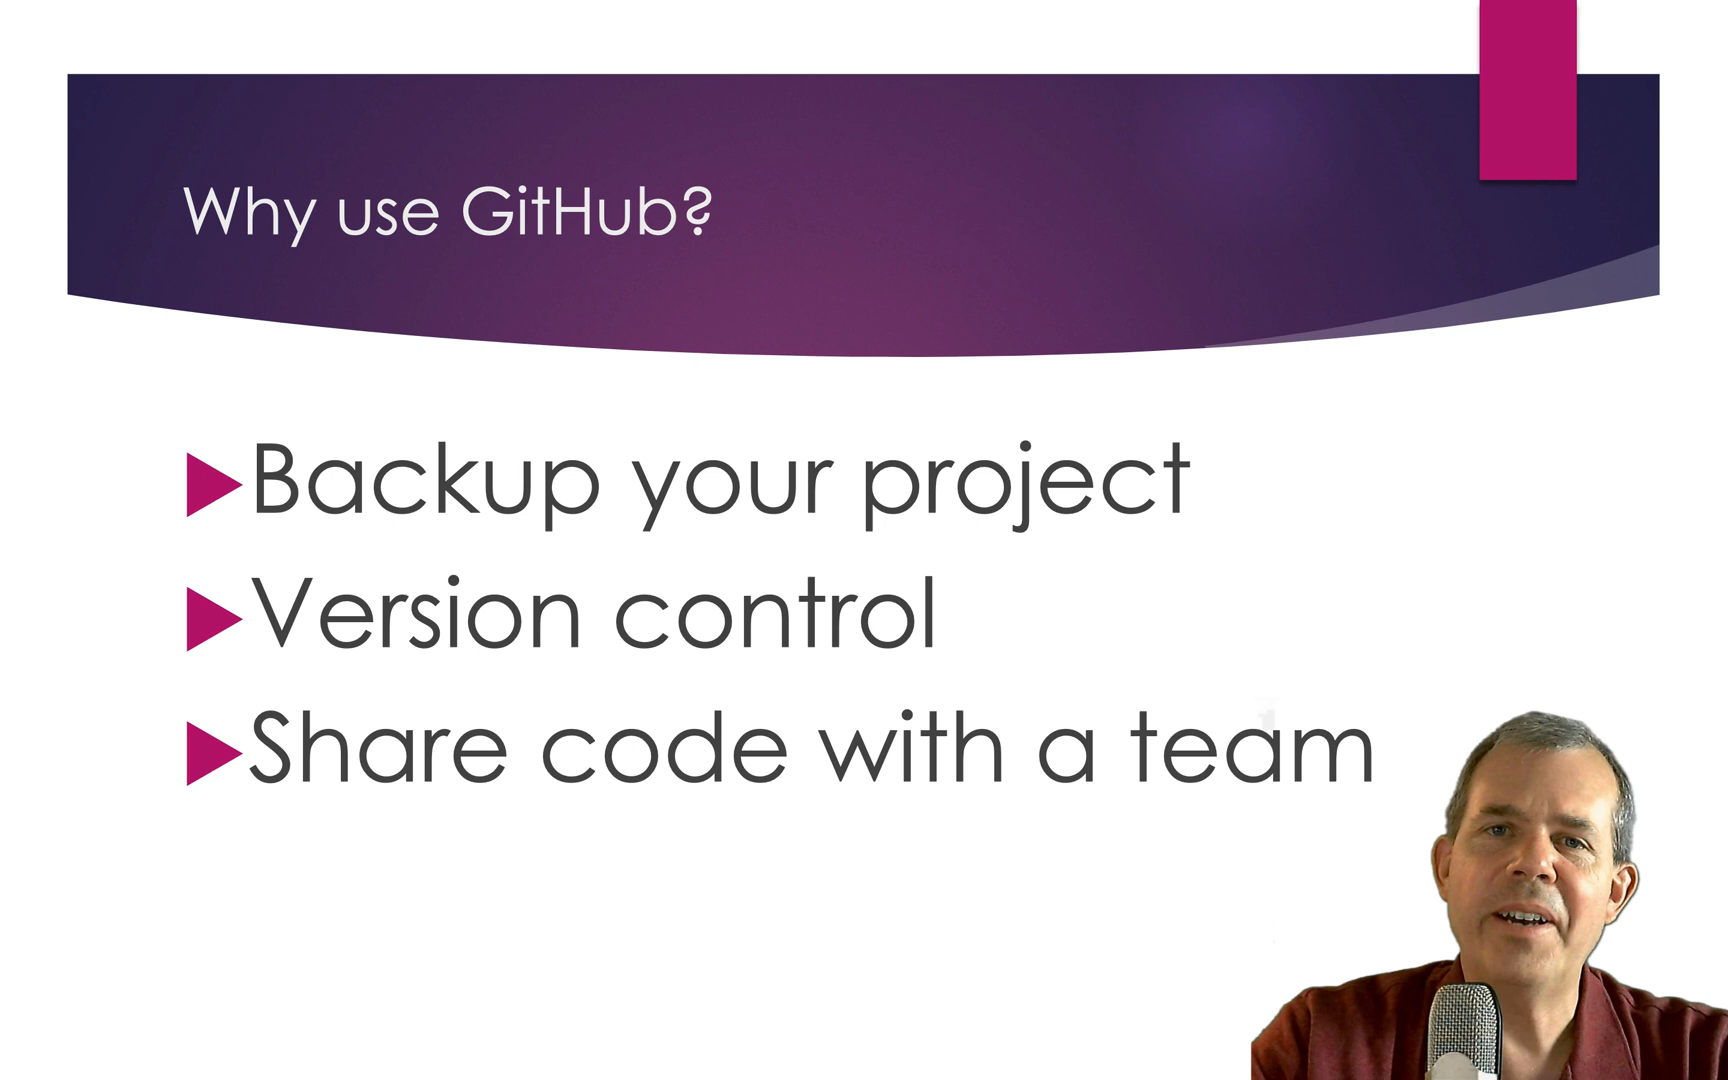 Why use GitHub?
Backup your project
Version control
Share code with a team